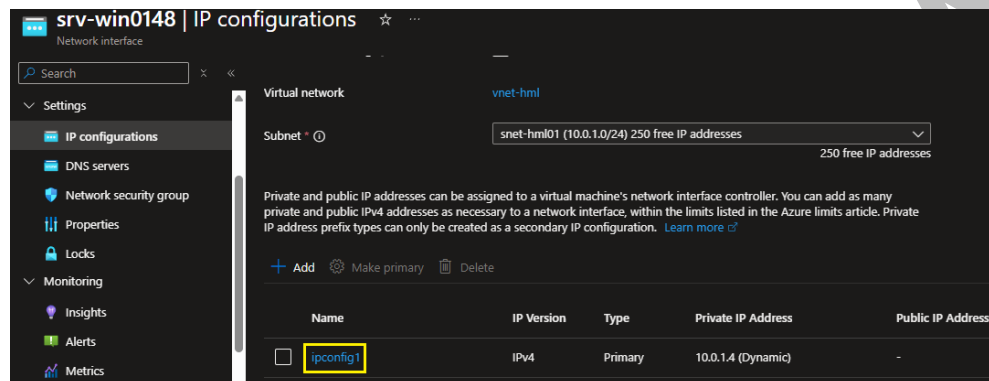 srv-win0148 | IP configurations ☆ ...
Network interface
Search
Settings
IP configurations
DNS servers
Network security group
Properties
Locks
Monitoring
Insights
Alerts
Metrics
Virtual network vnet-hml
Subnet * snet-hml01 (10.0.1.0/24) 250 free IP addresses
250 free IP addresses
Private and public IP addresses can be assigned to a virtual machine's network interface controller. You can add as many
private and public IPv4 addresses as necessary to a network interface, within the limits listed in the Azure limits article. Private
IP address prefix types can only be created as a secondary IP configuration. Learn more
+ Add Make primary Delete
Name IP Version Type Private IP Address Public IP Address
ipconfig1 IPv4 Primary 10.0.1.4 (Dynamic) -